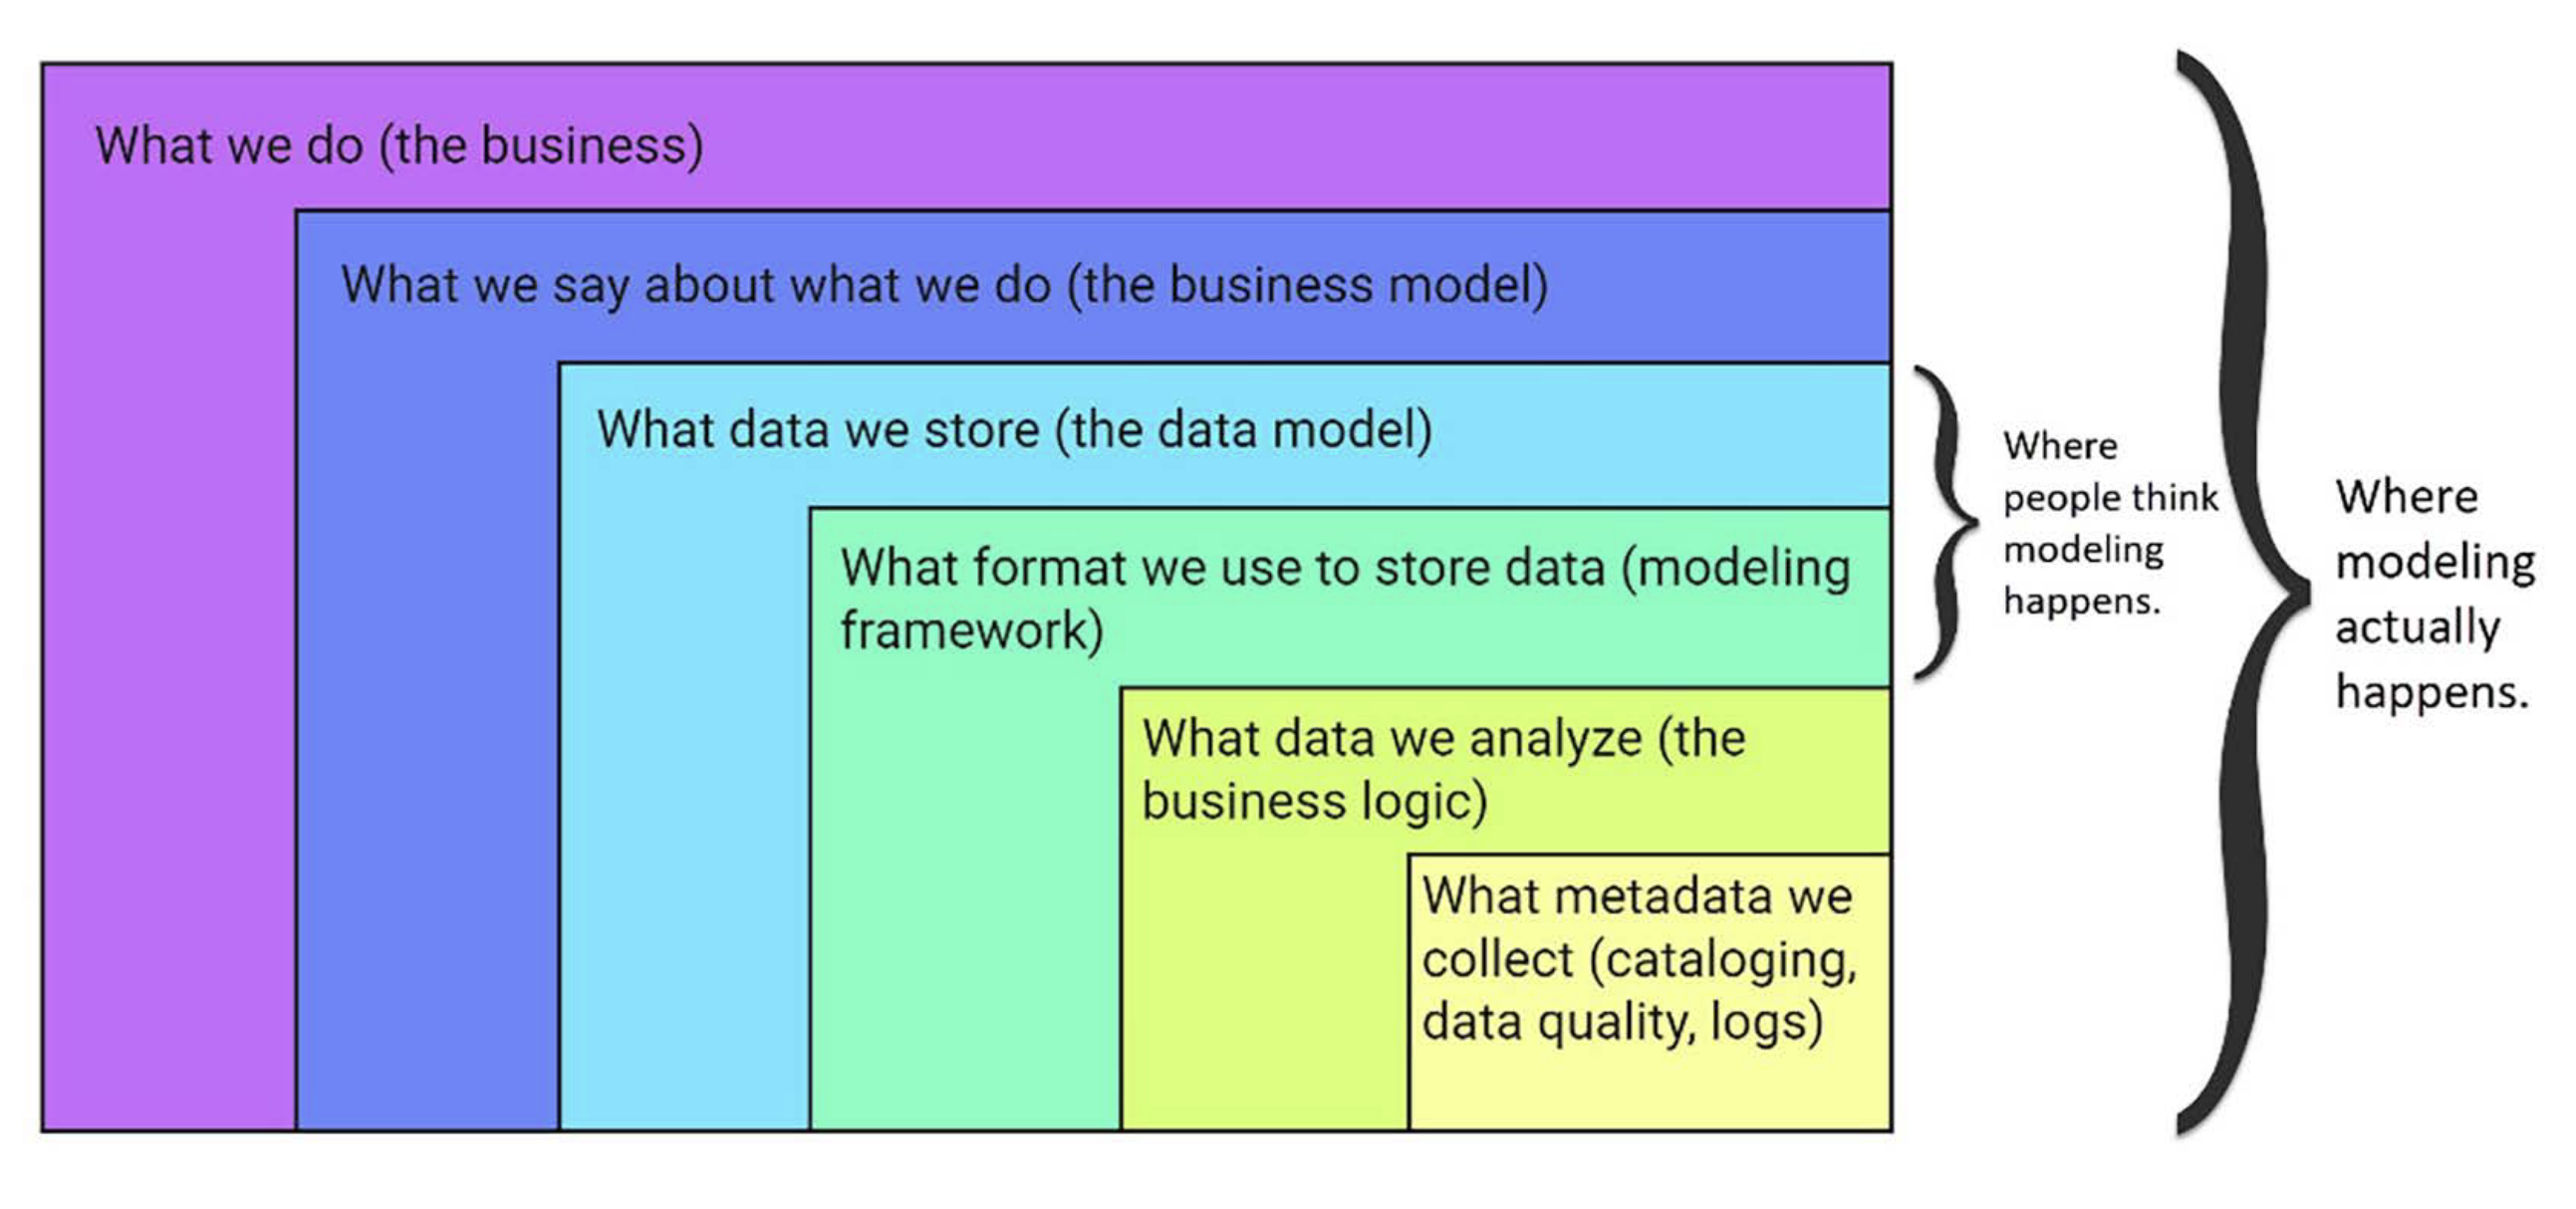 What we do (the business)
What we say about what we do (the business model)
What data we store (the data model)
What format we use to store data (modeling
framework)
What data we analyze (the
business logic)
What metadata we
collect (cataloging,
data quality, logs)
Where
people think
modeling
happens.
Where
modeling
actually
happens.